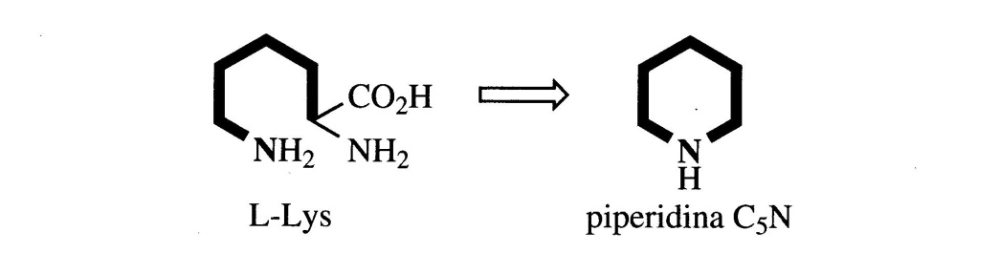 CO₂H
NH₂ NH₂
N
H
L-Lys
piperidina C₅N